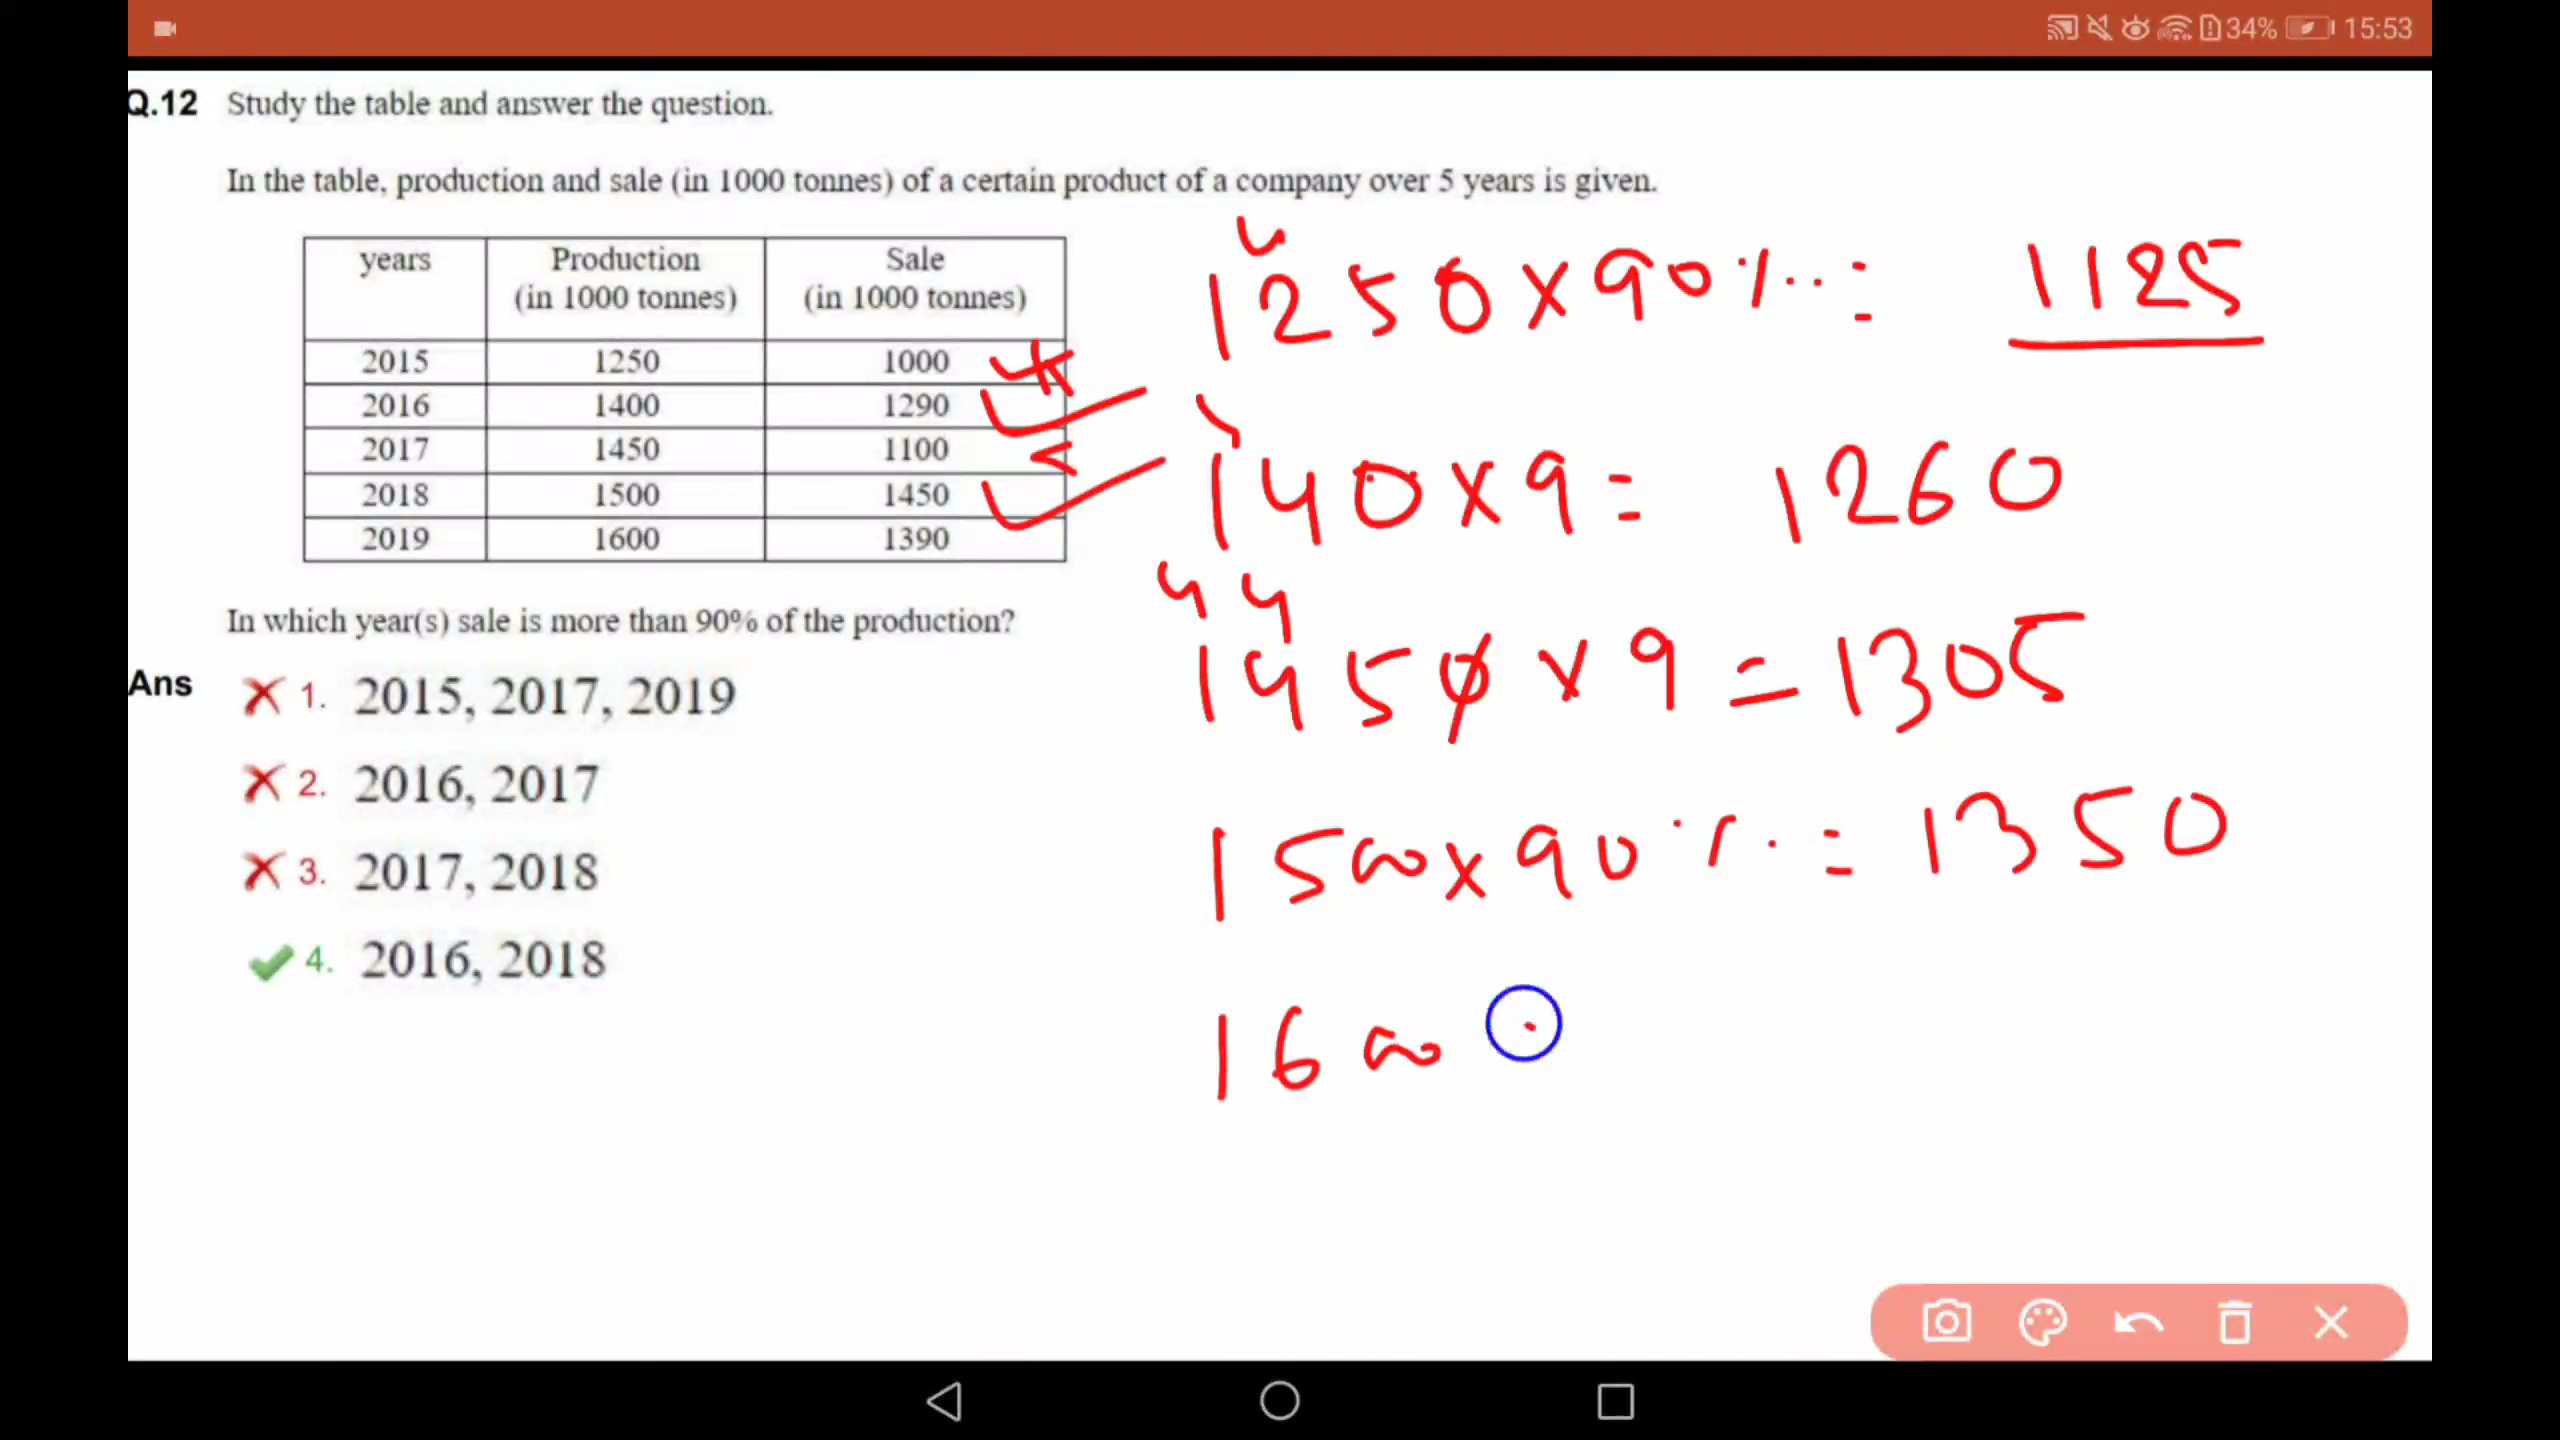 34% 15:53
Q.12 Study the table and answer the question.
In the table, production and sale (in 1000 tonnes) of a certain product of a company over 5 years is given.
years Production (in 1000 tonnes) Sale (in 1000 tonnes)
2015 1250 1000
2016 1400 1290
2017 1450 1100
2018 1500 1450
2019 1600 1390
In which year(s) sale is more than 90% of the production?
Ans
1. 2015, 2017, 2019
2. 2016, 2017
3. 2017, 2018
4. 2016, 2018
4
1250 x 90% = 1125
1
140 x 9 = 1260
4 4
1450 x 9 = 1305
1500 x 90% = 1350
1600